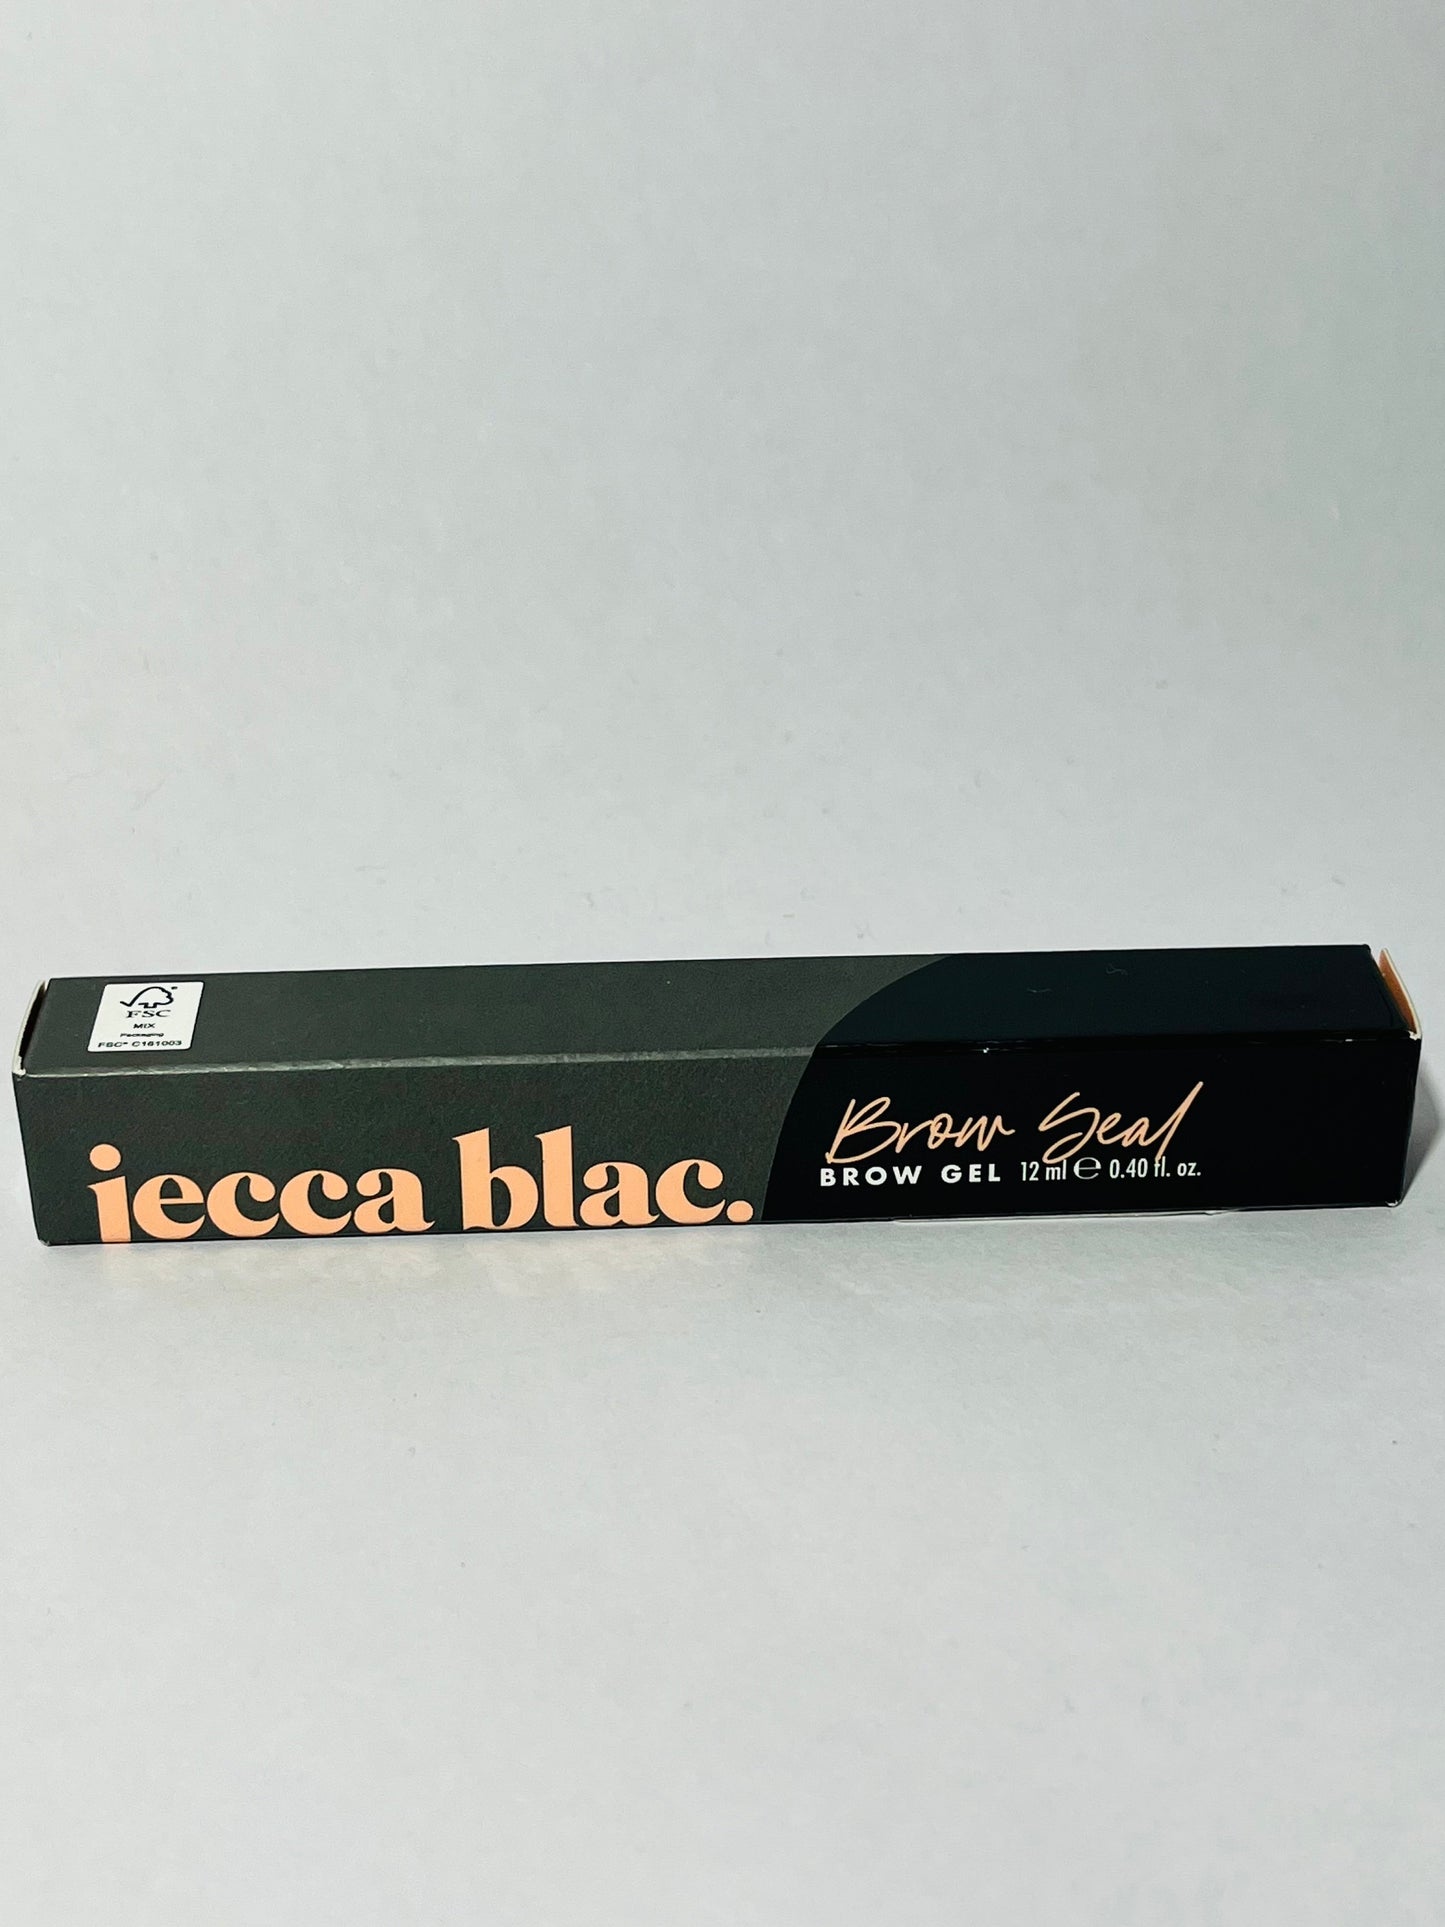 FSC®
MIX
Packaging
FSC® C161003
jecca blac.
Brow Seal
BROW GEL 12 ml ℮ 0.40 fl. oz.